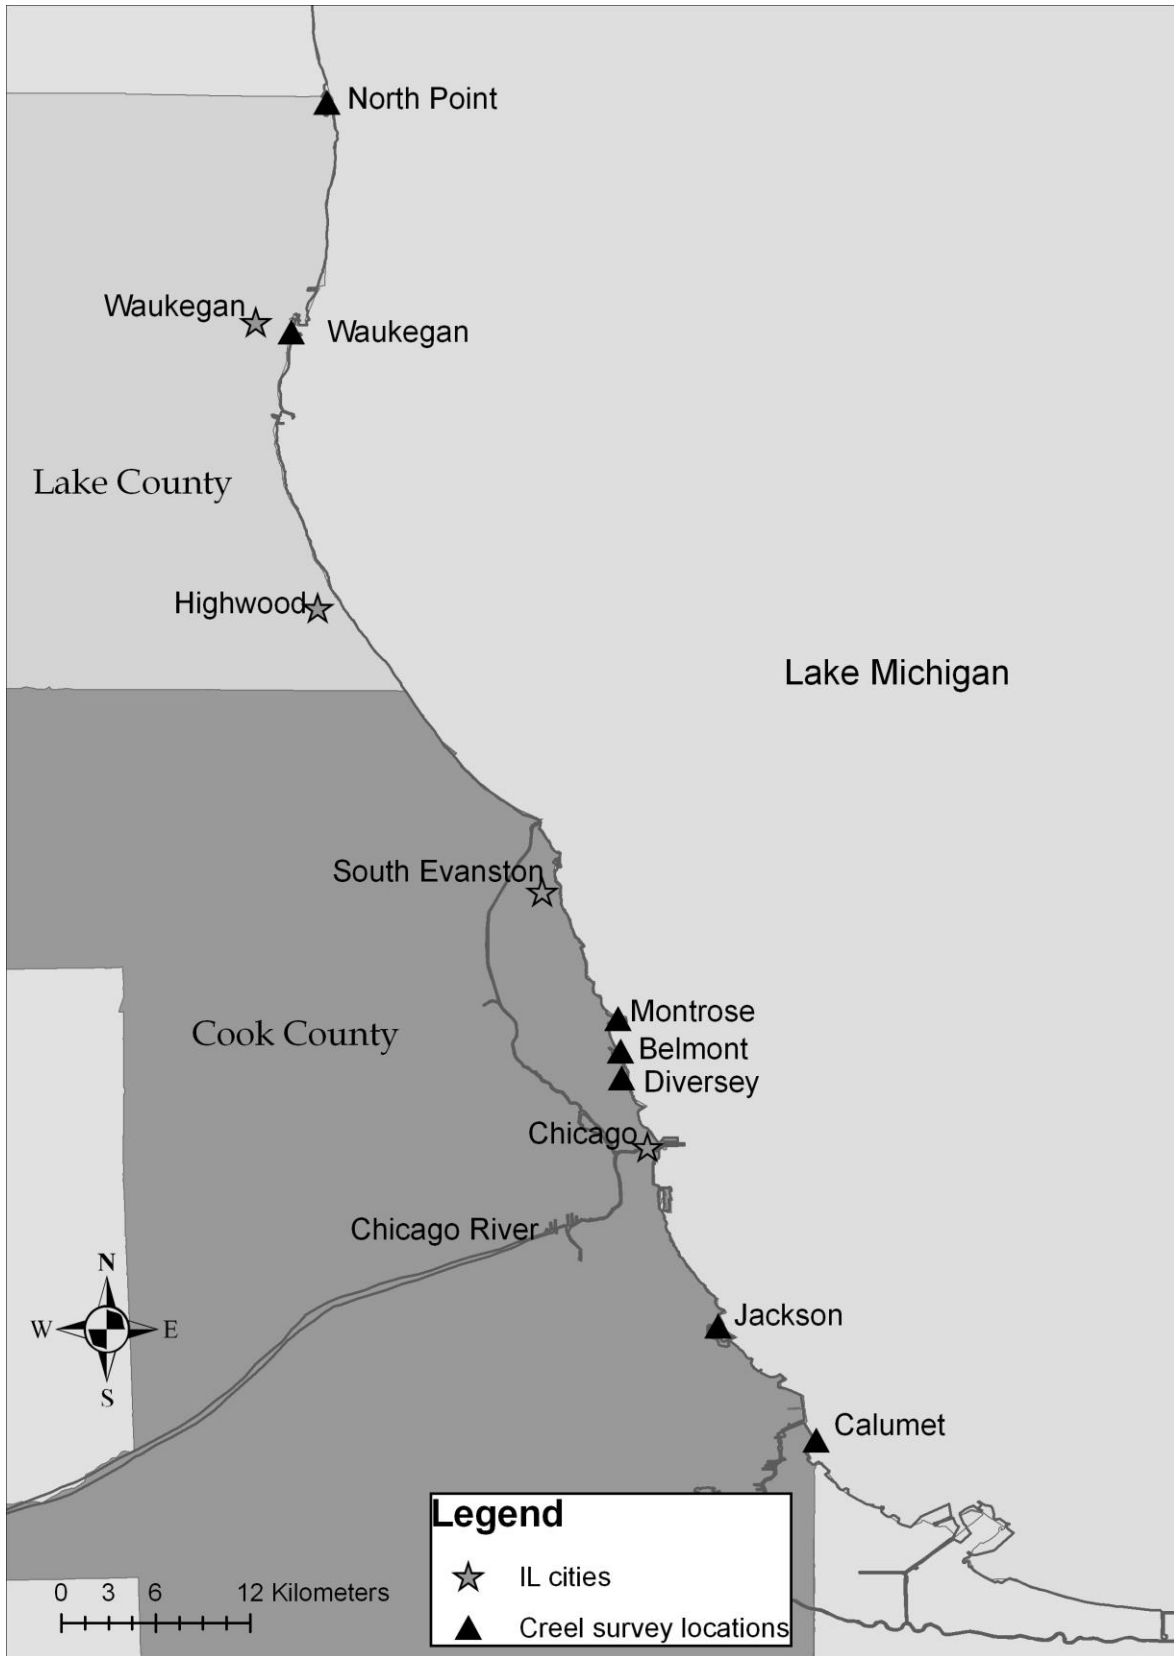 North Point
Waukegan
Waukegan
Lake County
Highwood
Lake Michigan
South Evanston
Montrose
Cook County
Belmont
Diversey
Chicago
Chicago River
N
W E
S
Jackson
Calumet
Legend
IL cities
Creel survey locations
0 3 6 12 Kilometers